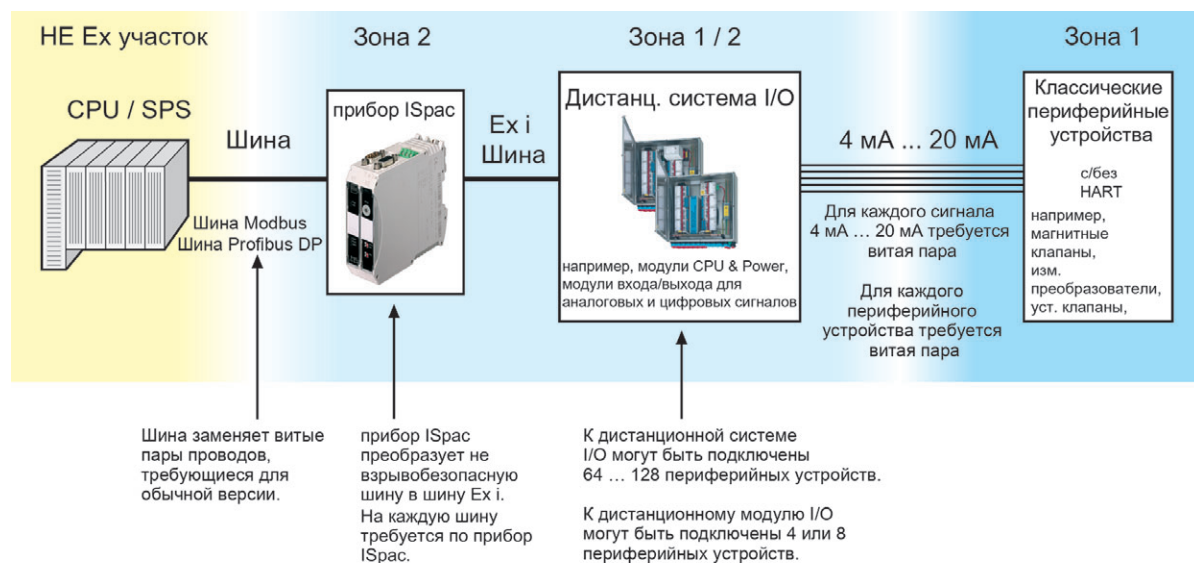 НЕ Ex участок
Зона 2
Зона 1 / 2
Зона 1
CPU / SPS
Шина
Шина Modbus
Шина Profibus DP
прибор ISpac
Ex i
Шина
Дистанц. система I/O
например, модули CPU & Power,
модули входа/выхода для
аналоговых и цифровых сигналов
4 мА ... 20 мА
Для каждого сигнала
4 мА ... 20 мА требуется
витая пара
Для каждого
периферийного
устройства требуется
витая пара
Классические
периферийные
устройства
с/без
HART
например,
магнитные
клапаны,
изм.
преобразователи,
уст. клапаны,
Шина заменяет витые
пары проводов,
требующиеся для
обычной версии.
прибор ISpac
преобразует не
взрывобезопасную
шину в шину Ex i.
На каждую шину
требуется по прибор
ISpac.
К дистанционной системе
I/O могут быть подключены
64 ... 128 периферийных устройств.
К дистанционному модулю I/O
могут быть подключены 4 или 8
периферийных устройств.